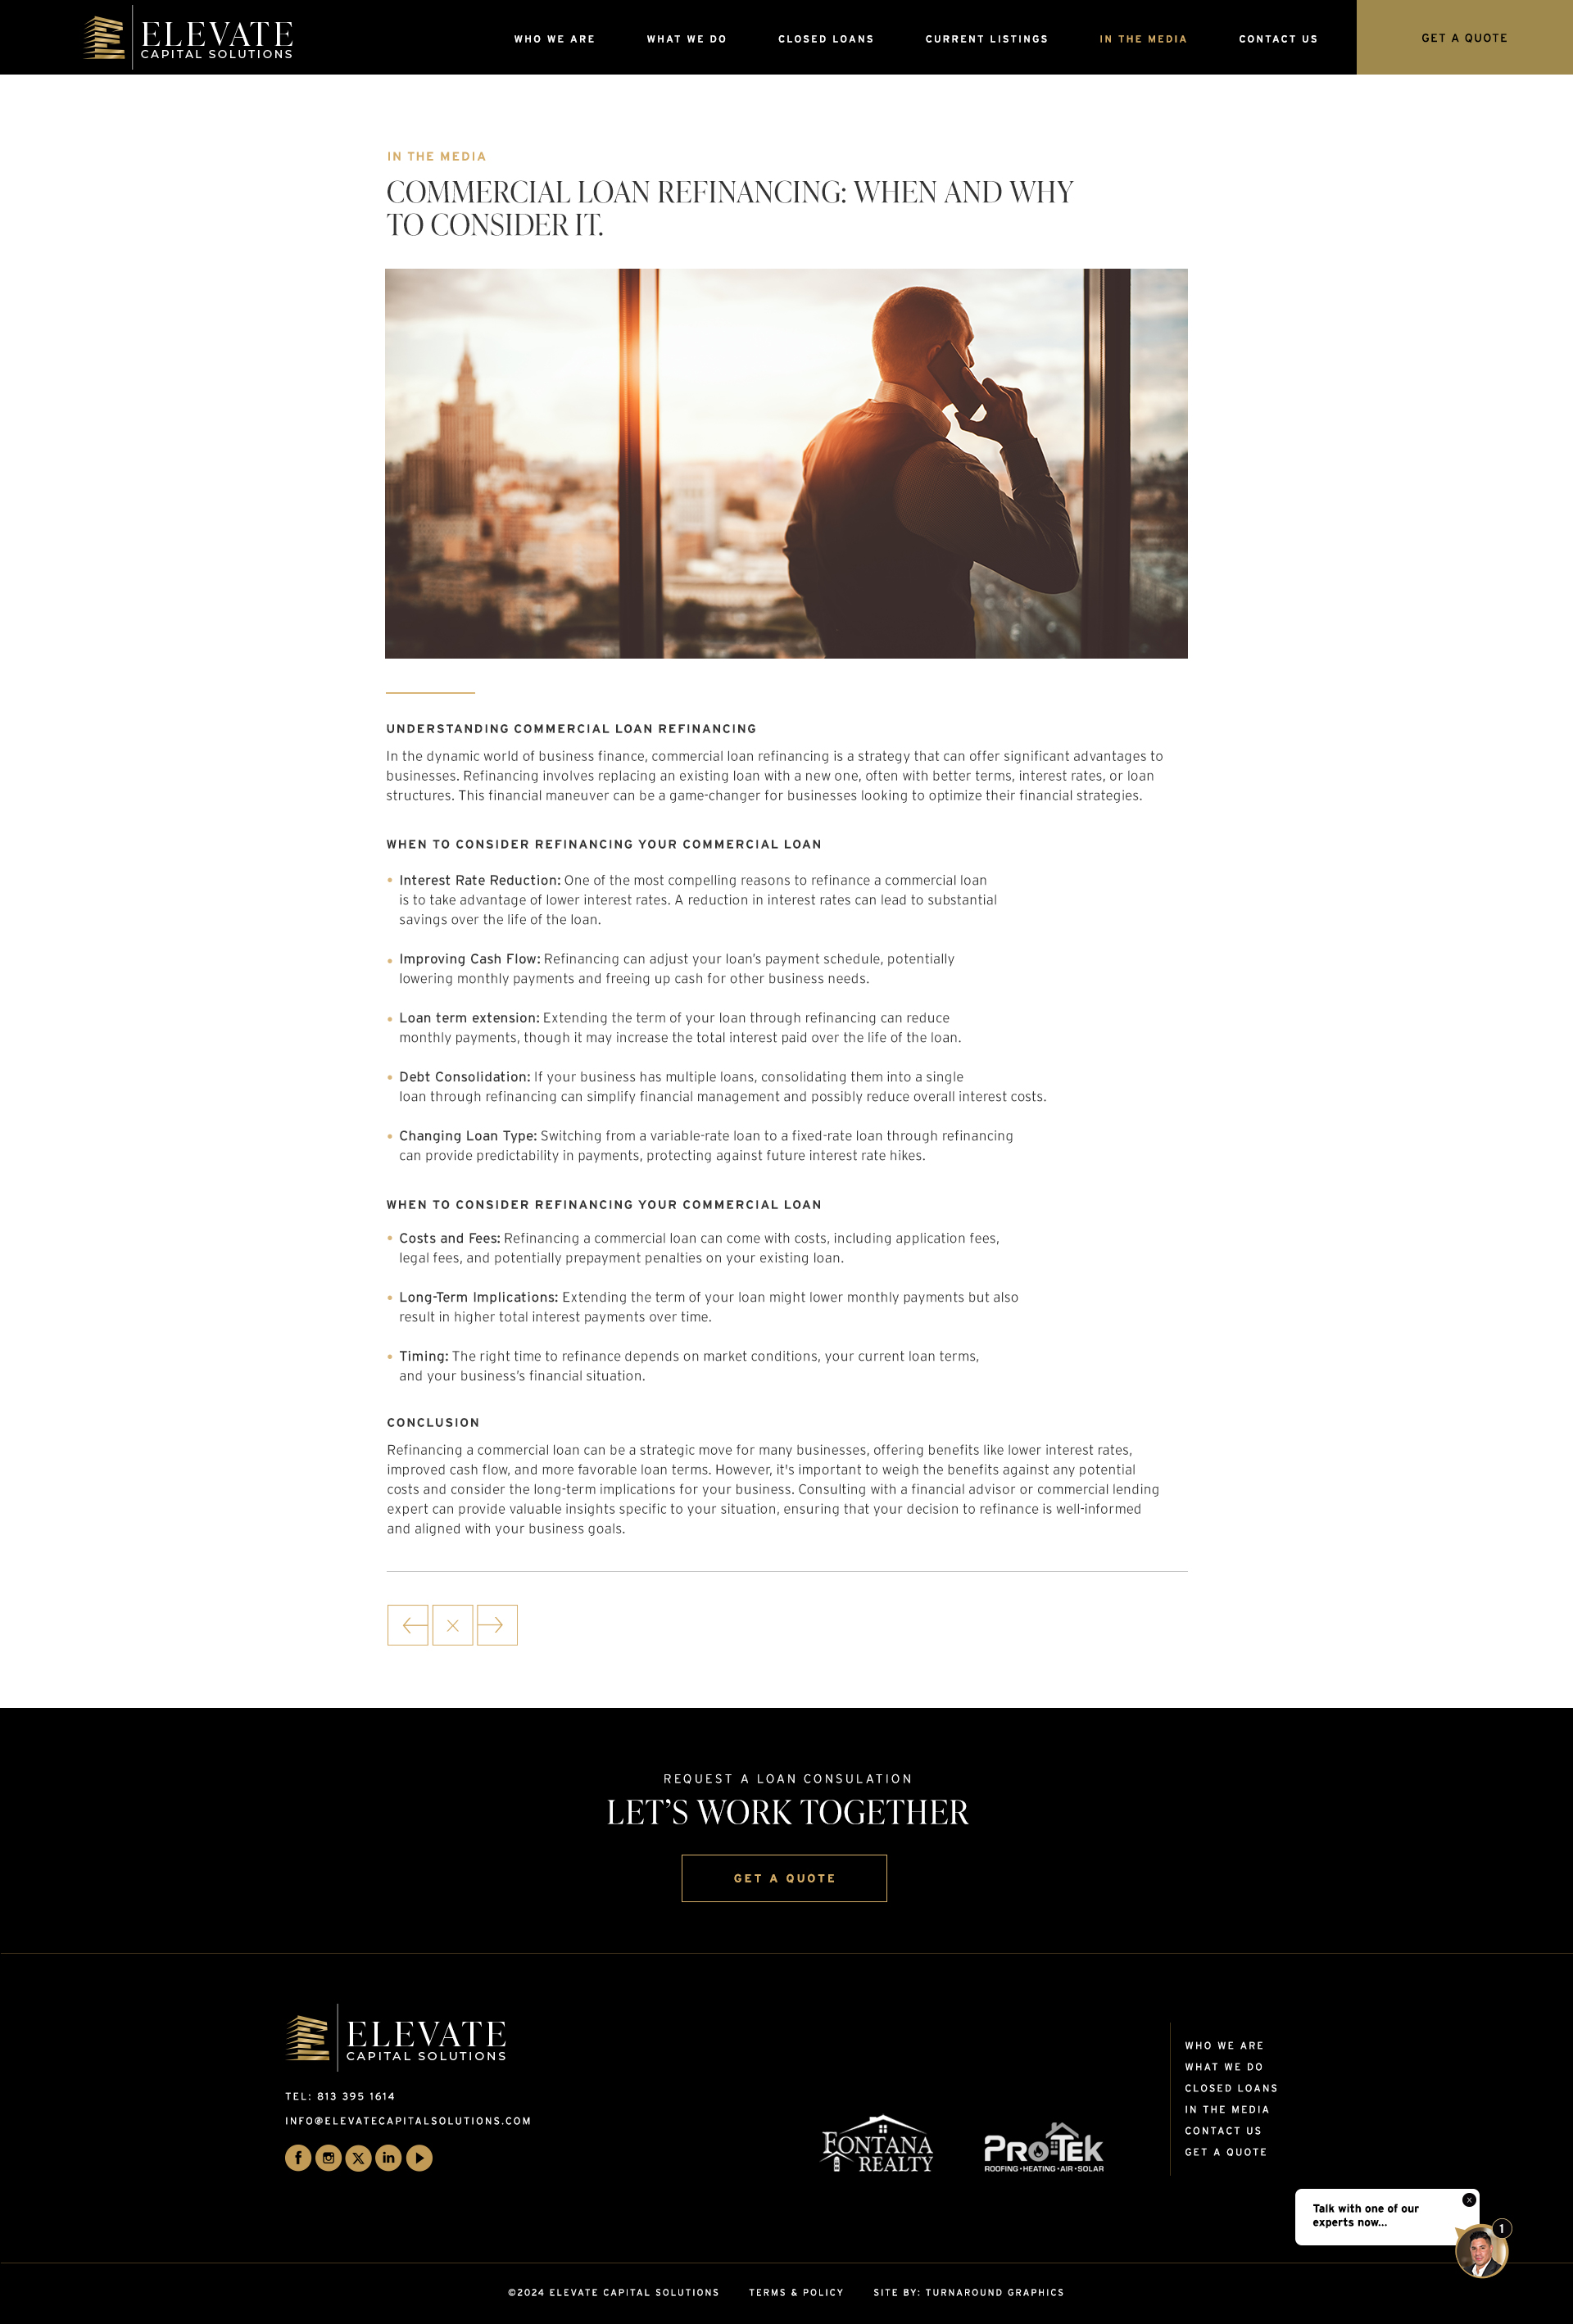 ELEVATE
CAPITAL SOLUTIONS
WHO WE ARE
WHAT WE DO
CLOSED LOANS
CURRENT LISTINGS
IN THE MEDIA
CONTACT US
GET A QUOTE
IN THE MEDIA
COMMERCIAL LOAN REFINANCING: WHEN AND WHY
TO CONSIDER IT.
UNDERSTANDING COMMERCIAL LOAN REFINANCING
In the dynamic world of business finance, commercial loan refinancing is a strategy that can offer significant advantages to
businesses. Refinancing involves replacing an existing loan with a new one, often with better terms, interest rates, or loan
structures. This financial maneuver can be a game-changer for businesses looking to optimize their financial strategies.
WHEN TO CONSIDER REFINANCING YOUR COMMERCIAL LOAN
• Interest Rate Reduction: One of the most compelling reasons to refinance a commercial loan
is to take advantage of lower interest rates. A reduction in interest rates can lead to substantial
savings over the life of the loan.
• Improving Cash Flow: Refinancing can adjust your loan’s payment schedule, potentially
lowering monthly payments and freeing up cash for other business needs.
• Loan term extension: Extending the term of your loan through refinancing can reduce
monthly payments, though it may increase the total interest paid over the life of the loan.
• Debt Consolidation: If your business has multiple loans, consolidating them into a single
loan through refinancing can simplify financial management and possibly reduce overall interest costs.
• Changing Loan Type: Switching from a variable-rate loan to a fixed-rate loan through refinancing
can provide predictability in payments, protecting against future interest rate hikes.
WHEN TO CONSIDER REFINANCING YOUR COMMERCIAL LOAN
• Costs and Fees: Refinancing a commercial loan can come with costs, including application fees,
legal fees, and potentially prepayment penalties on your existing loan.
• Long-Term Implications: Extending the term of your loan might lower monthly payments but also
result in higher total interest payments over time.
• Timing: The right time to refinance depends on market conditions, your current loan terms,
and your business’s financial situation.
CONCLUSION
Refinancing a commercial loan can be a strategic move for many businesses, offering benefits like lower interest rates,
improved cash flow, and more favorable loan terms. However, it's important to weigh the benefits against any potential
costs and consider the long-term implications for your business. Consulting with a financial advisor or commercial lending
expert can provide valuable insights specific to your situation, ensuring that your decision to refinance is well-informed
and aligned with your business goals.
REQUEST A LOAN CONSULATION
LET’S WORK TOGETHER
GET A QUOTE
ELEVATE
CAPITAL SOLUTIONS
TEL: 813 395 1614
INFO@ELEVATECAPITALSOLUTIONS.COM
FONTANA
REALTY
PROTEK
ROOFING•HEATING•AIR•SOLAR
WHO WE ARE
WHAT WE DO
CLOSED LOANS
IN THE MEDIA
CONTACT US
GET A QUOTE
Talk with one of our
experts now...
X
1
©2024 ELEVATE CAPITAL SOLUTIONS
TERMS & POLICY
SITE BY: TURNAROUND GRAPHICS